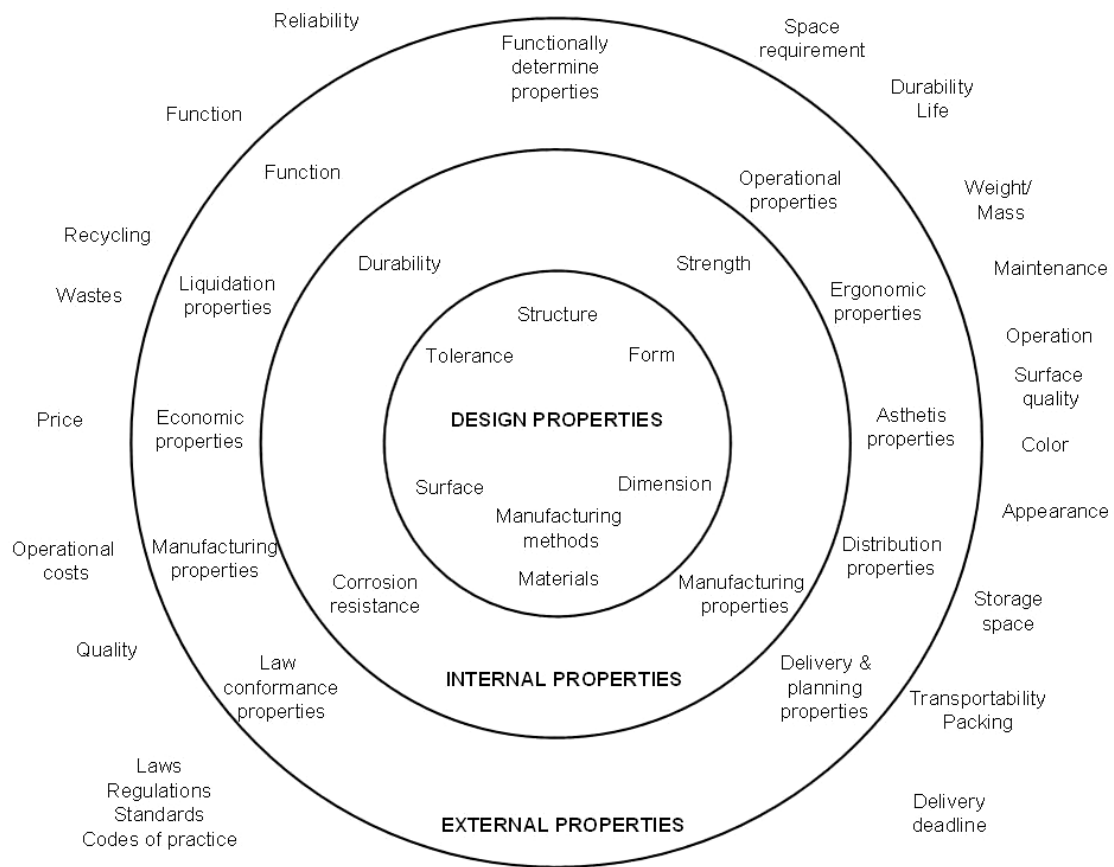 Reliability
Space
requirement
Functionally
determine
properties
Durability
Life
Function
Function
Operational
properties
Weight/
Mass
Recycling
Durability
Strength
Maintenance
Wastes
Liquidation
properties
Ergonomic
properties
Structure
Operation
Tolerance
Form
Surface
quality
Price
Economic
properties
DESIGN PROPERTIES
Asthetis
properties
Color
Surface
Dimension
Appearance
Manufacturing
methods
Operational
costs
Manufacturing
properties
Distribution
properties
Materials
Corrosion
resistance
Manufacturing
properties
Storage
space
Quality
Law
conformance
properties
INTERNAL PROPERTIES
Delivery &
planning
properties
Transportability
Packing
Laws
Regulations
Standards
Codes of practice
EXTERNAL PROPERTIES
Delivery
deadline